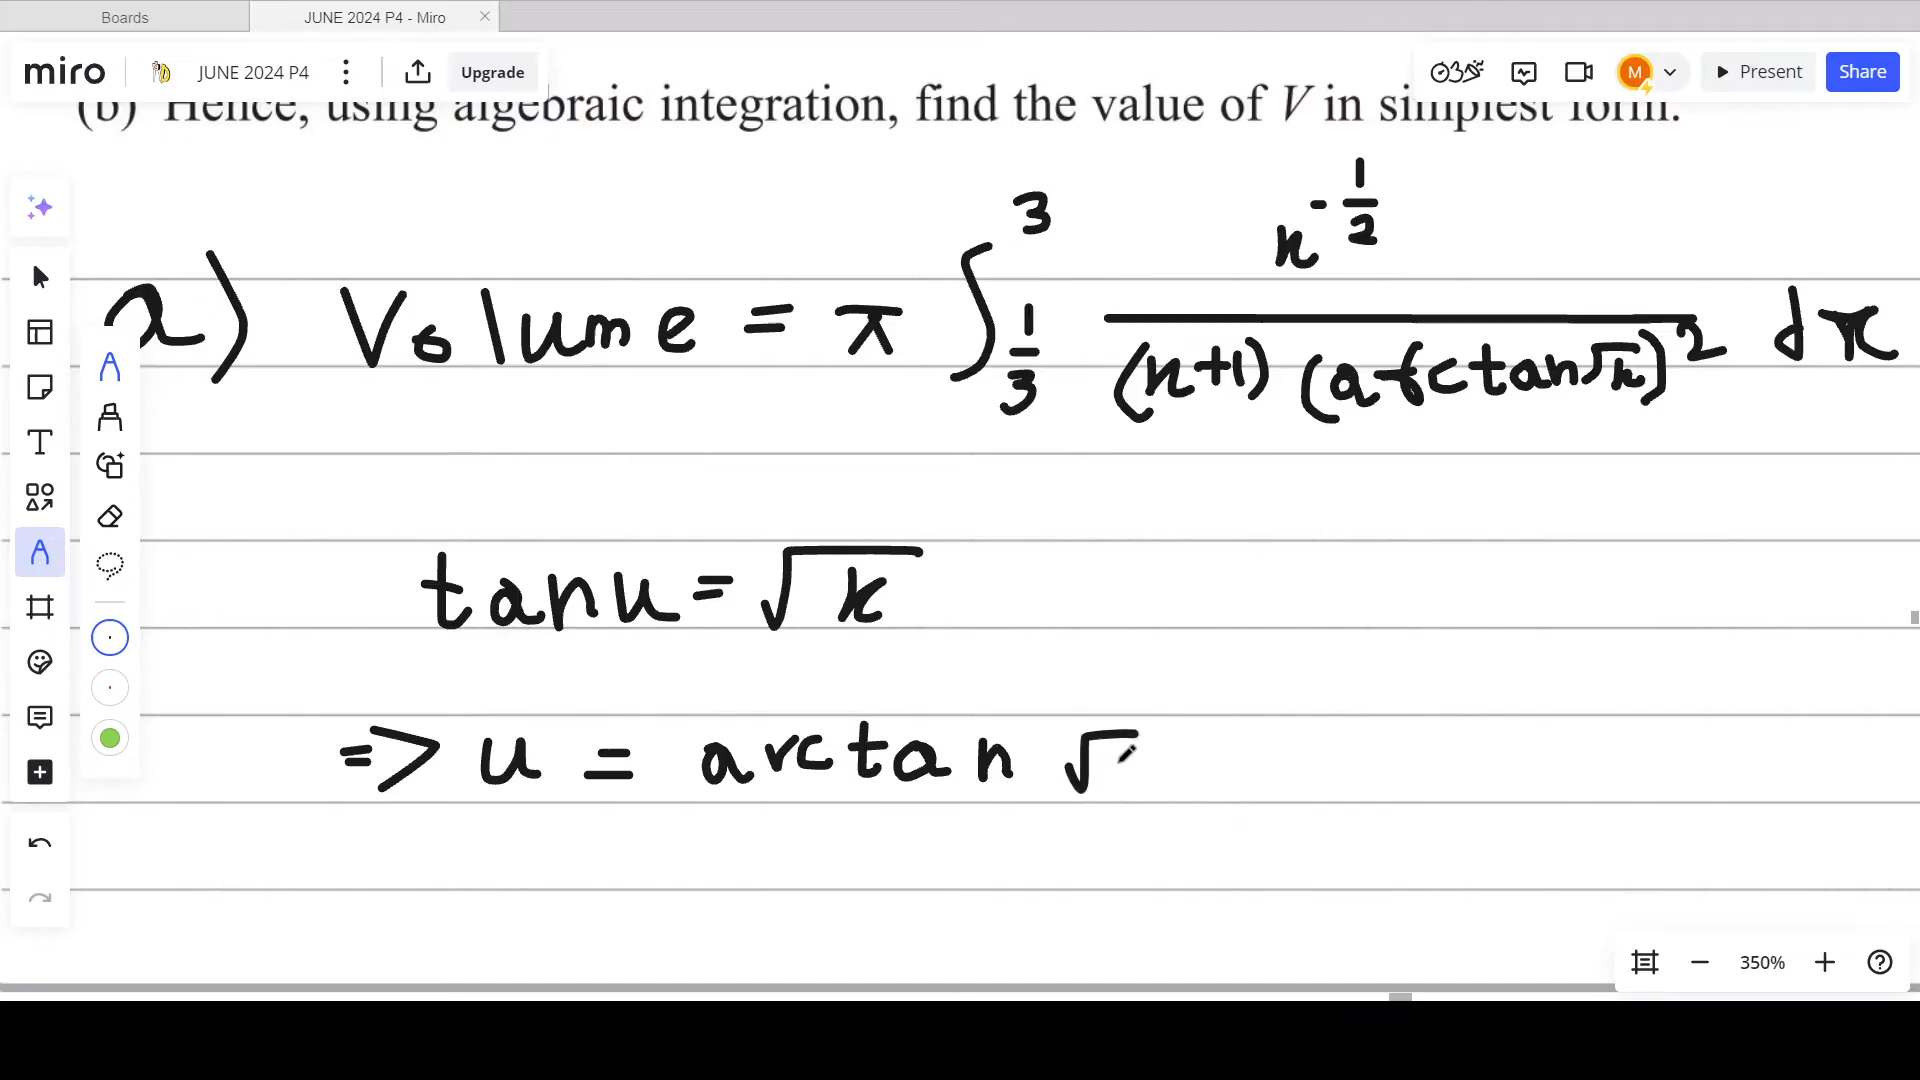 Boards
JUNE 2024 P4 - Miro
miro
JUNE 2024 P4
Upgrade
M
Present
Share
(b) Hence, using algebraic integration, find the value of V in simplest form.
a) Volume = π ∫_{1/3}^{3} x^{-1/2} / ((x+1) (arctan√x)^2) dx
tan u = √x
=> u = arctan √
350%